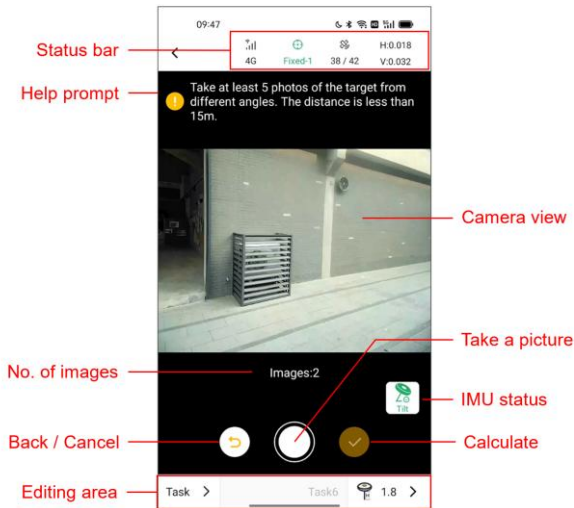 09:47
Status bar
4G
Fixed-1
38 / 42
H:0.018
V:0.032
Help prompt
Take at least 5 photos of the target from
different angles. The distance is less than
15m.
Camera view
Take a picture
No. of images
Images:2
Tilt
IMU status
Back / Cancel
Calculate
Editing area
Task >
Task6
1.8 >